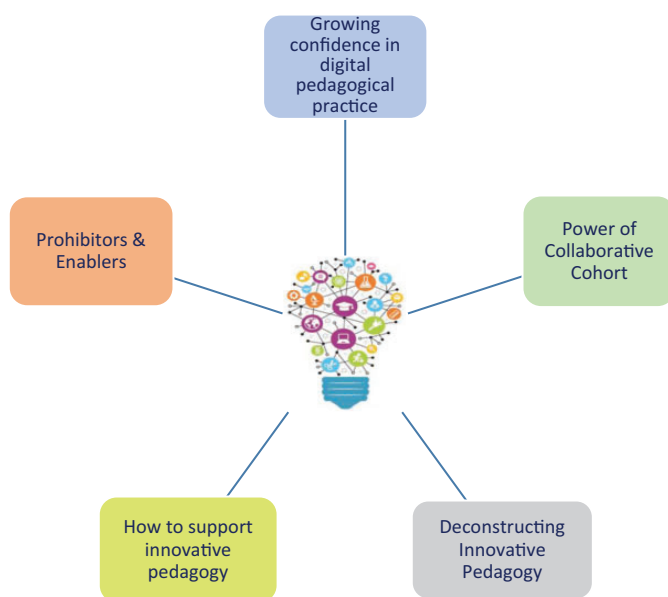 Growing
confidence in
digital
pedagogical
practice
Prohibitors &
Enablers
Power of
Collaborative
Cohort
How to support
innovative
pedagogy
Deconstructing
Innovative
Pedagogy